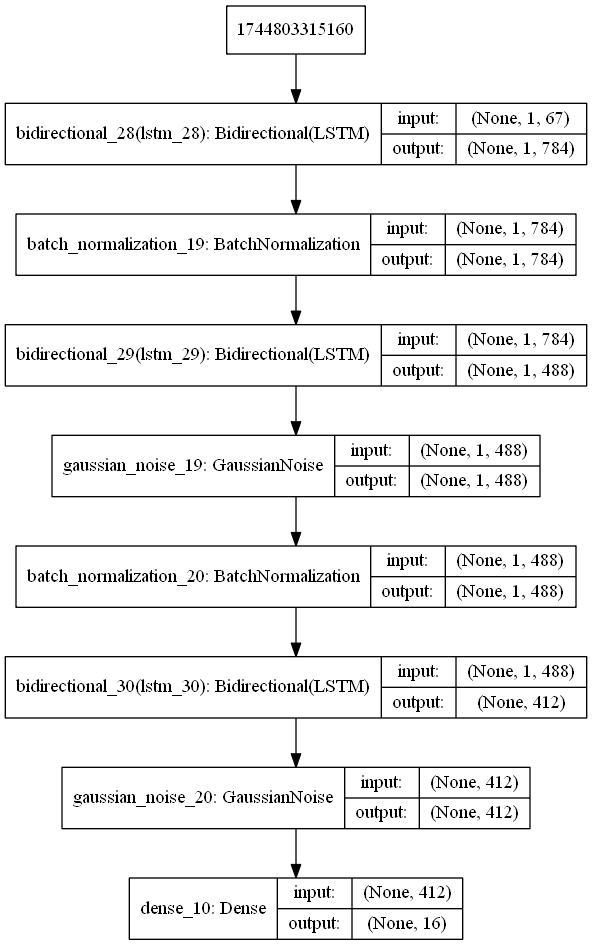 1744803315160
bidirectional_28(lstm_28): Bidirectional(LSTM)
input: (None, 1, 67)
output: (None, 1, 784)
batch_normalization_19: BatchNormalization
input: (None, 1, 784)
output: (None, 1, 784)
bidirectional_29(lstm_29): Bidirectional(LSTM)
input: (None, 1, 784)
output: (None, 1, 488)
gaussian_noise_19: GaussianNoise
input: (None, 1, 488)
output: (None, 1, 488)
batch_normalization_20: BatchNormalization
input: (None, 1, 488)
output: (None, 1, 488)
bidirectional_30(lstm_30): Bidirectional(LSTM)
input: (None, 1, 488)
output: (None, 412)
gaussian_noise_20: GaussianNoise
input: (None, 412)
output: (None, 412)
dense_10: Dense
input: (None, 412)
output: (None, 16)